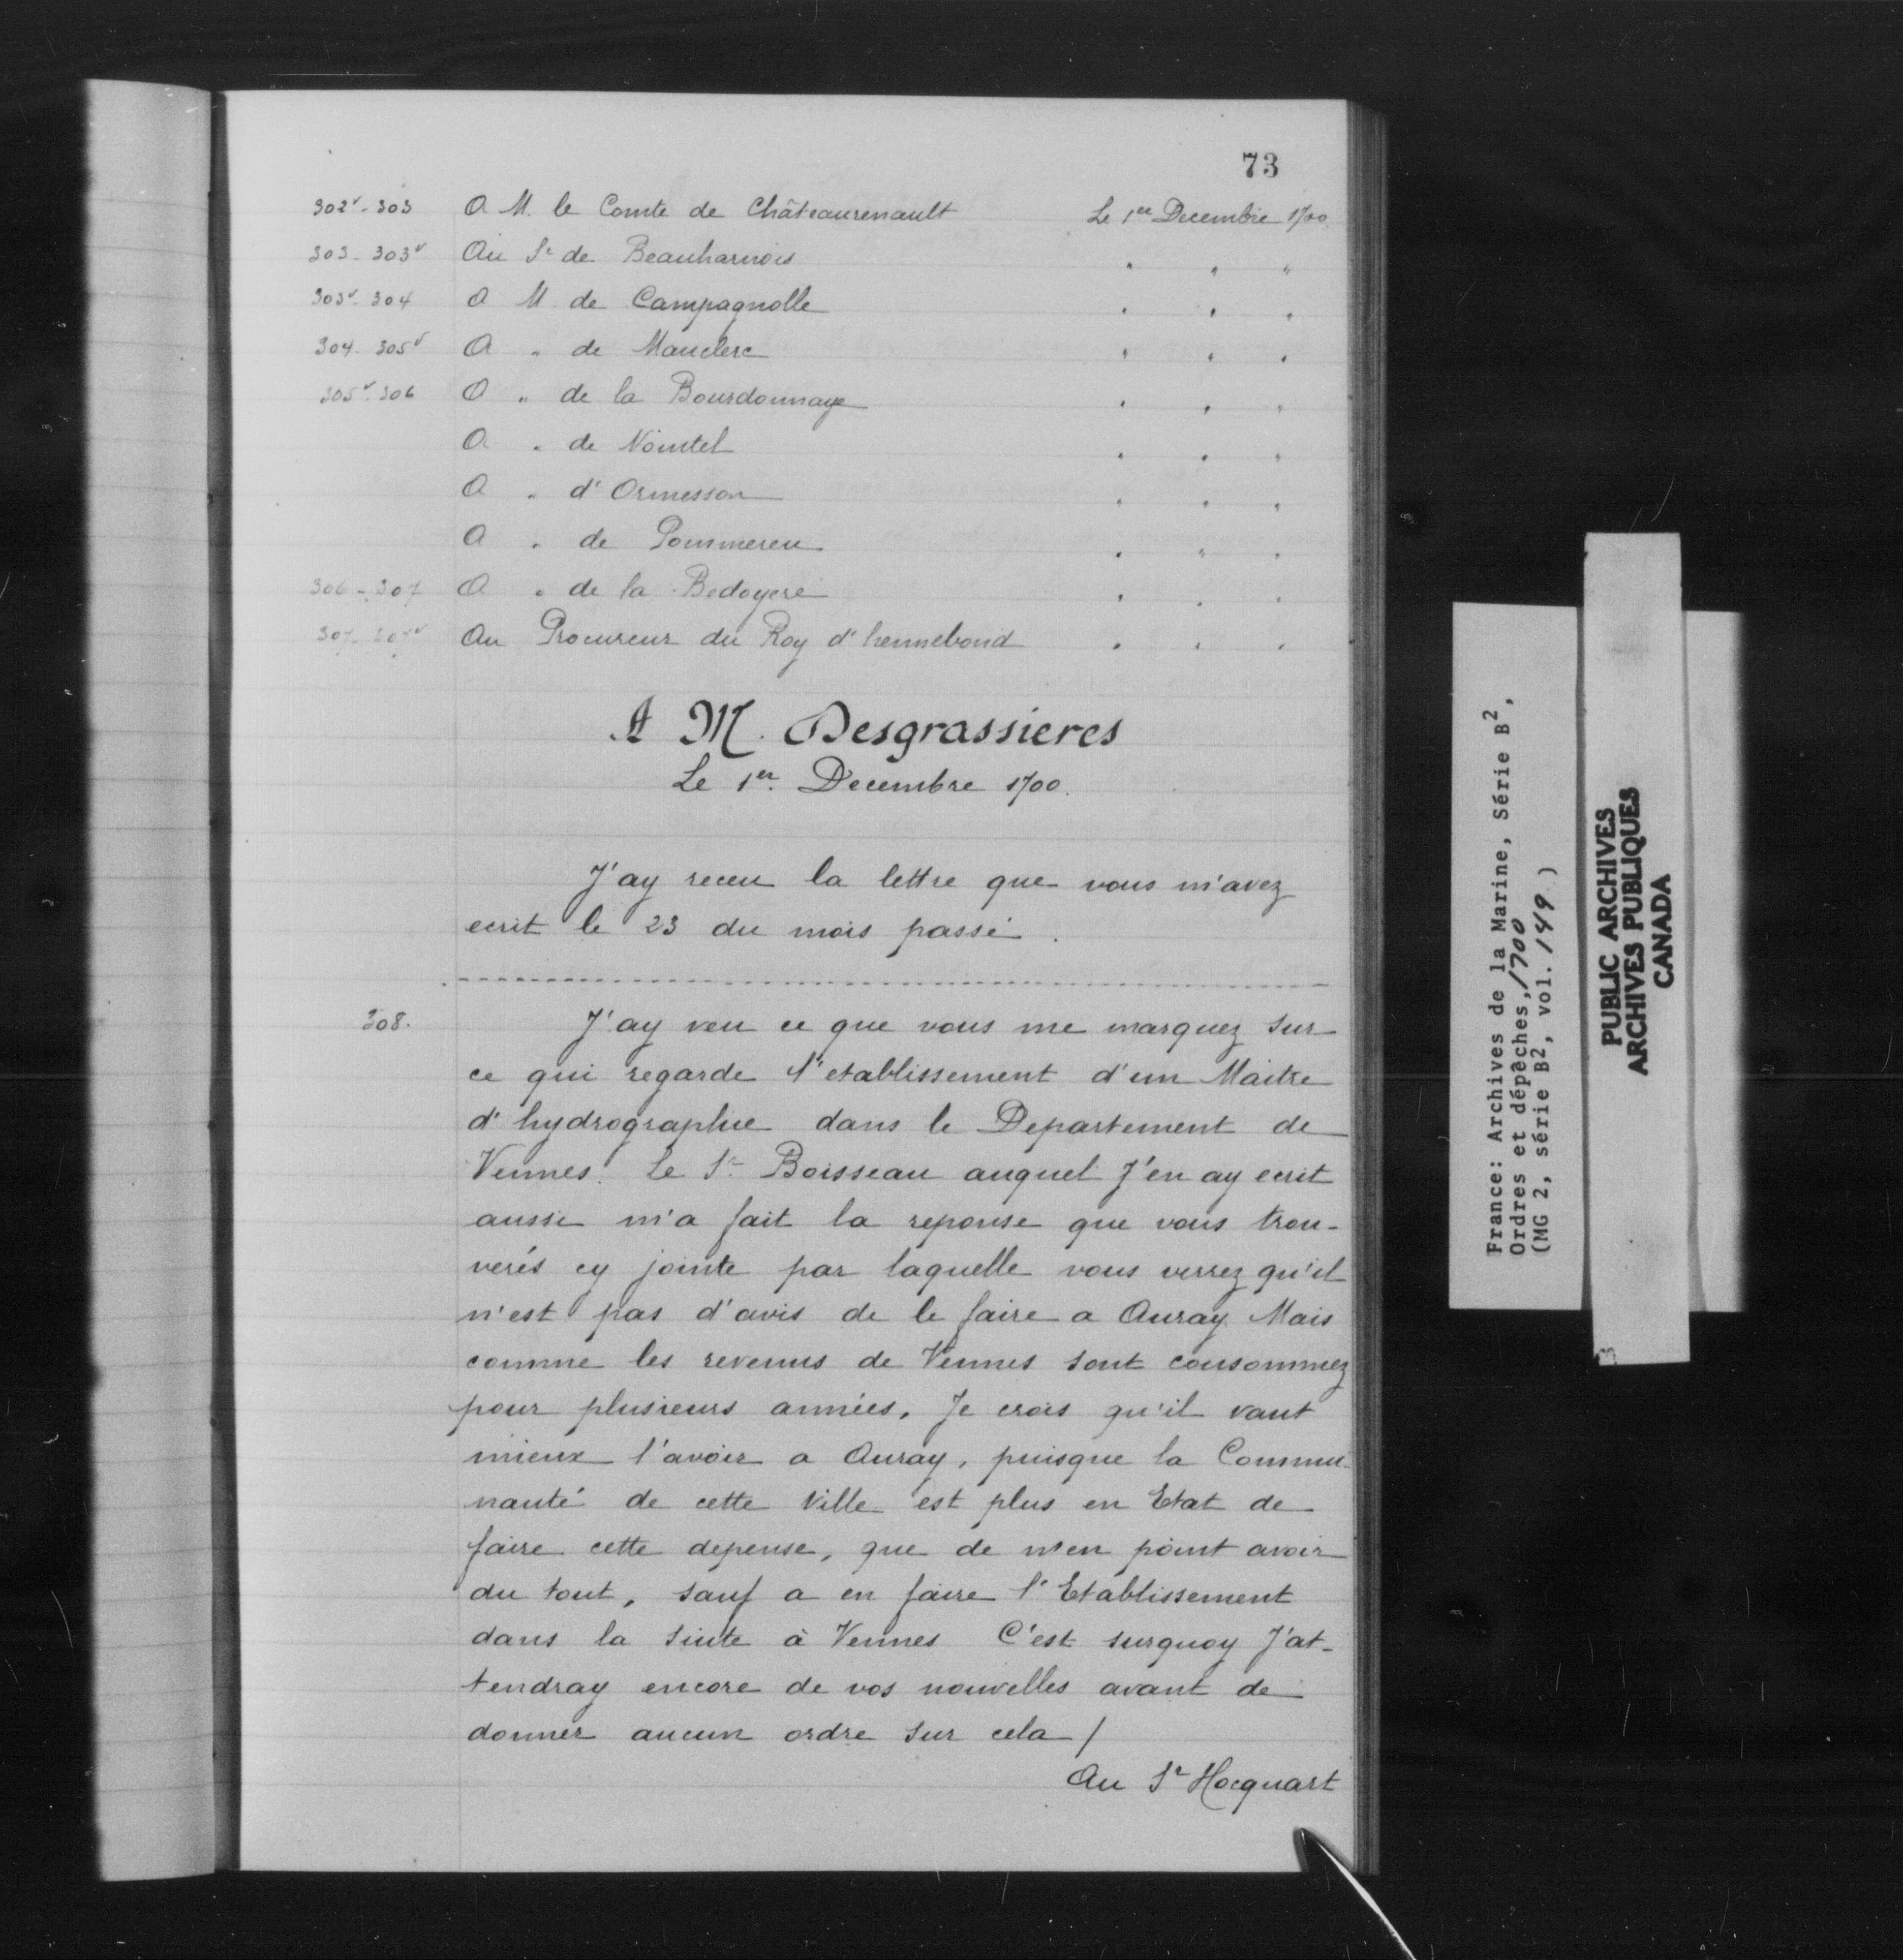 73
302v - 303 A M. le Comte de Châteaurenault Le 1er Decembre 1700.
303 - 303v Au Sr de Beauharnois " " "
303v - 304 A M de Campagnolle " " "
304 - 305v A " de Mauclerc " " "
305v - 306 A " de la Bourdonnaye " " "
A " de Nointel " " "
A " d'Ormesson " " "
A " de Pommereu " " "
306 - 307 A " de la Bedoyere " " "
307 - 307v Au Procureur du Roy d'hennebond " " "
A M. Desgrassieres
Le 1er. Decembre 1700.
J'ay receu la lettre que vous m'avez
ecrit le 23 du mois passé.
308. J'ay veu ce que vous me marquez sur
ce qui regarde l'etablissement d'un Maitre
d'hydrographie dans le Departement de
Vennes. Le Sr Boisseau auquel J'en ay ecrit
aussi m'a fait la reponse que vous trou-
verés cy jointe par laquelle vous verrez qu'il
n'est pas d'avis de le faire a Auray. Mais
comme les revenus de Vennes sont consommez
pour plusieurs années, Je crois qu'il vaut
mieux l'avoir a Auray, puisque la Commu-
nauté de cette Ville est plus en Etat de
faire cette depense, que de n'en point avoir
du tout, sauf a en faire l'Etablissement
dans la suite à Vennes C'est surquoy J'at-
tendray encore de vos nouvelles avant de
donner aucun ordre sur cela /
Au Sr Hocquart
France: Archives de la Marine, Série B2,
Ordres et dépêches, 1700
(MG 2, série B2, vol. 149 )
PUBLIC ARCHIVES
ARCHIVES PUBLIQUES
CANADA